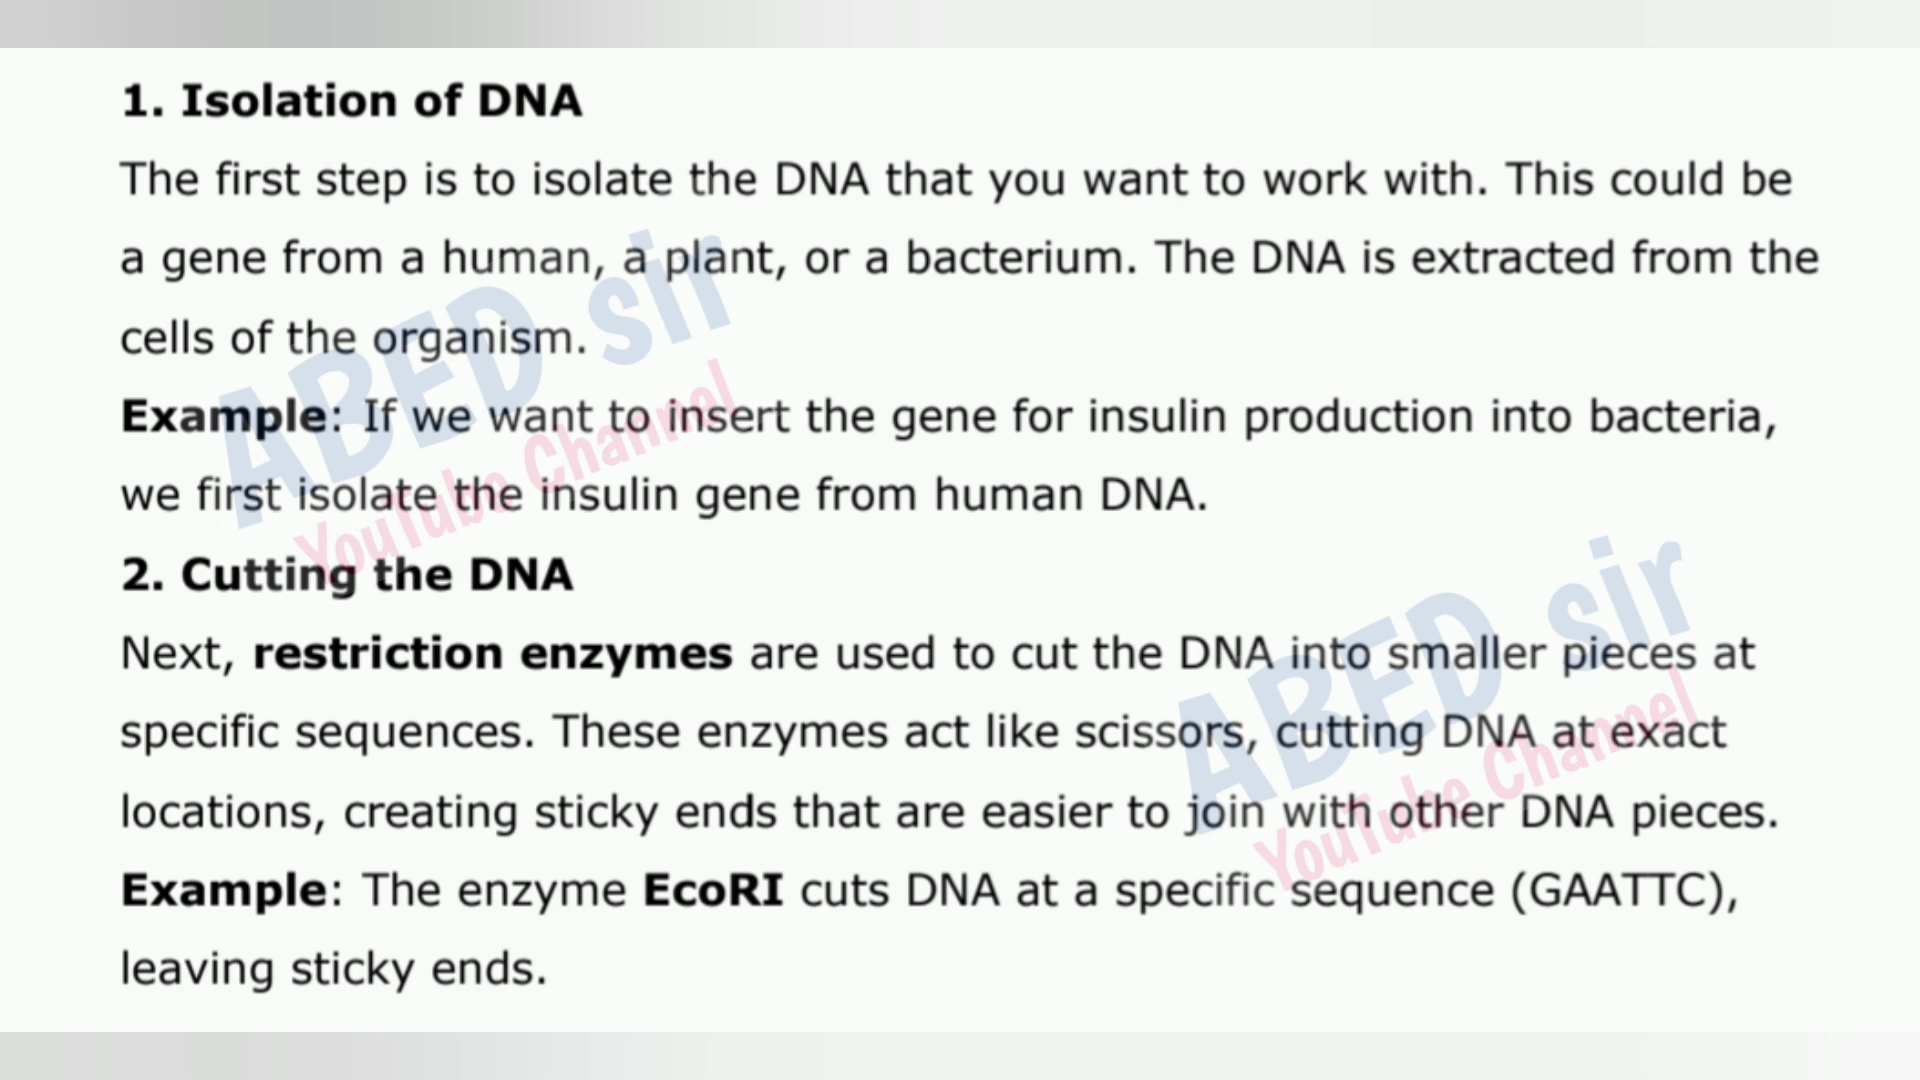 1. Isolation of DNA
The first step is to isolate the DNA that you want to work with. This could be
a gene from a human, a plant, or a bacterium. The DNA is extracted from the
cells of the organism.
Example: If we want to insert the gene for insulin production into bacteria,
we first isolate the insulin gene from human DNA.
2. Cutting the DNA
Next, restriction enzymes are used to cut the DNA into smaller pieces at
specific sequences. These enzymes act like scissors, cutting DNA at exact
locations, creating sticky ends that are easier to join with other DNA pieces.
Example: The enzyme EcoRI cuts DNA at a specific sequence (GAATTC),
leaving sticky ends.
ABED sir
YouTube Channel
ABED sir
YouTube Channel